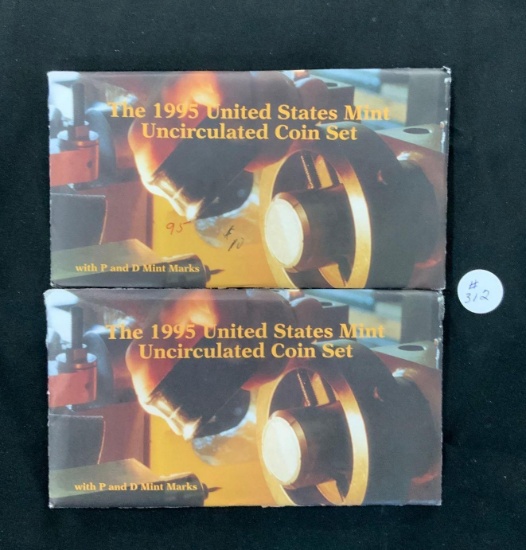 The 1995 United States Mint
Uncirculated Coin Set
95
with P and D Mint Marks
#
312
The 1995 United States Mint
Uncirculated Coin Set
with P and D Mint Marks